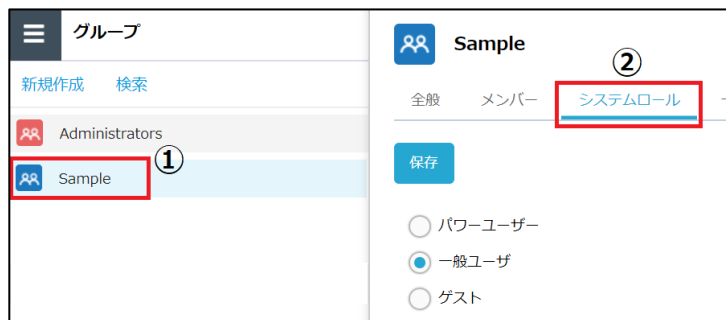 グループ
新規作成 検索
Administrators
①
Sample
Sample
②
全般 メンバー システムロール
保存
パワーユーザー
一般ユーザ
ゲスト